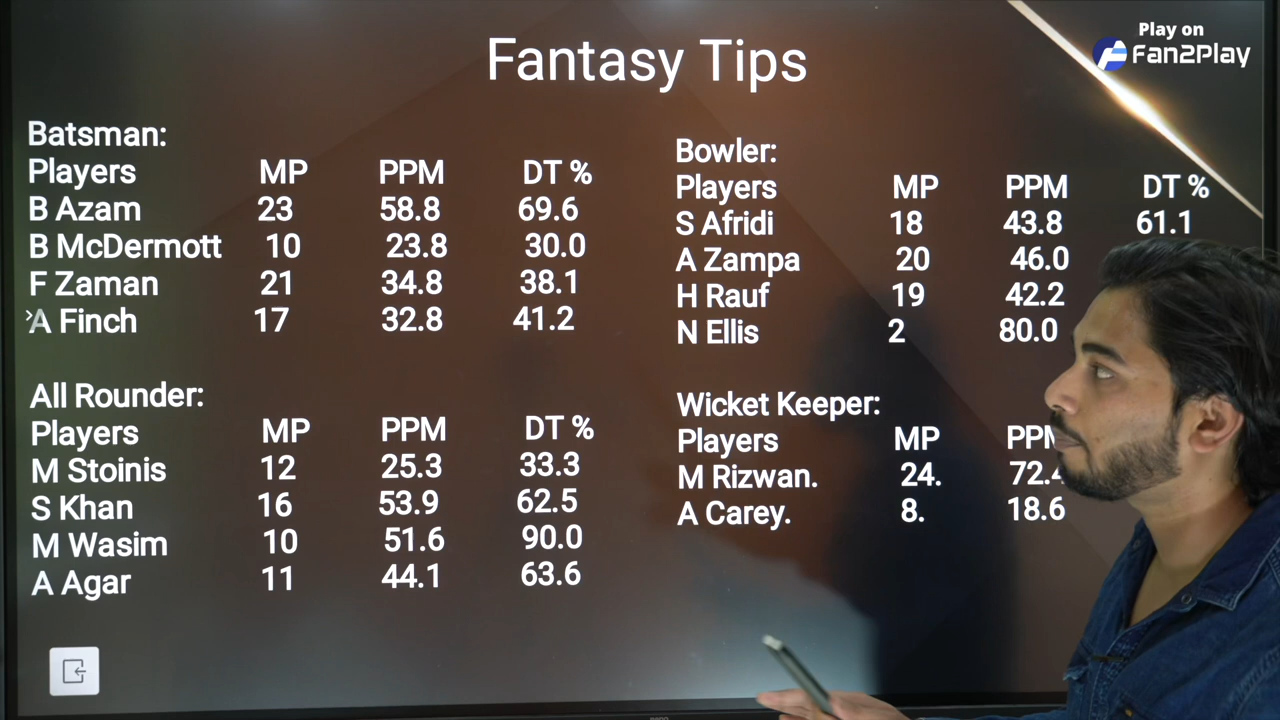 Play on
Fan2Play
Fantasy Tips
Batsman:
Players MP PPM DT %
B Azam 23 58.8 69.6
B McDermott 10 23.8 30.0
F Zaman 21 34.8 38.1
A Finch 17 32.8 41.2
All Rounder:
Players MP PPM DT %
M Stoinis 12 25.3 33.3
S Khan 16 53.9 62.5
M Wasim 10 51.6 90.0
A Agar 11 44.1 63.6
Bowler:
Players MP PPM DT %
S Afridi 18 43.8 61.1
A Zampa 20 46.0
H Rauf 19 42.2
N Ellis 2 80.0
Wicket Keeper:
Players MP PPM
M Rizwan. 24. 72.4
A Carey. 8. 18.6